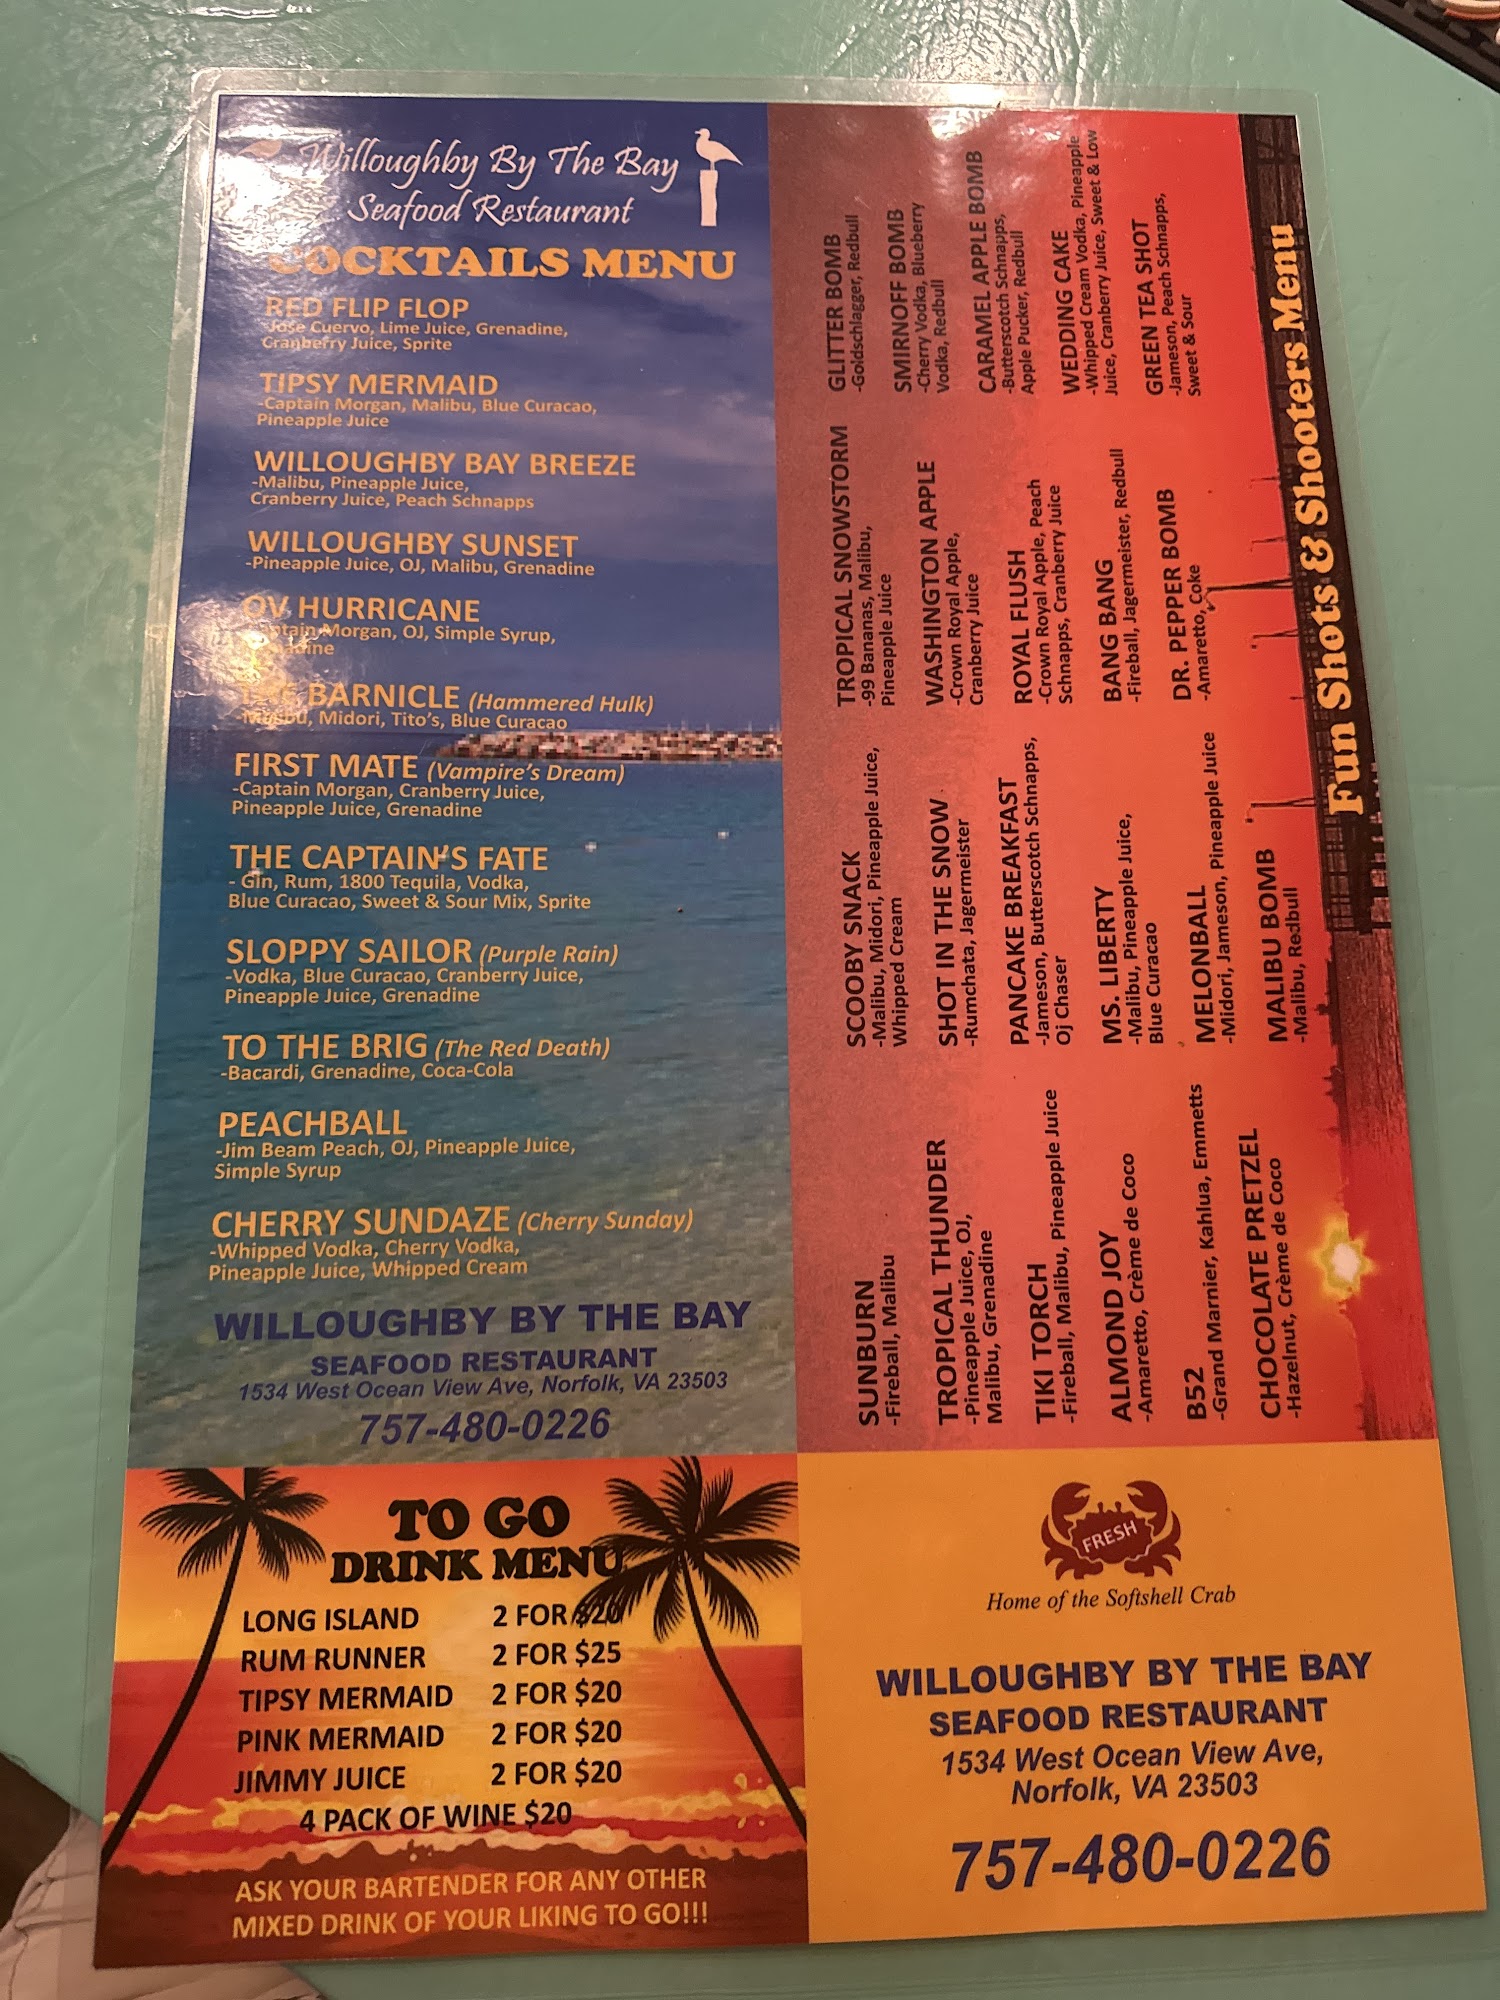 Willoughby By The Bay
Seafood Restaurant
COCKTAILS MENU
RED FLIP FLOP
-Jose Cuervo, Lime Juice, Grenadine,
Cranberry Juice, Sprite
TIPSY MERMAID
-Captain Morgan, Malibu, Blue Curacao,
Pineapple Juice
WILLOUGHBY BAY BREEZE
-Malibu, Pineapple Juice,
Cranberry Juice, Peach Schnapps
WILLOUGHBY SUNSET
-Pineapple Juice, OJ, Malibu, Grenadine
OV HURRICANE
-Captain Morgan, OJ, Simple Syrup,
Grenadine
THE BARNICLE (Hammered Hulk)
-Malibu, Midori, Tito's, Blue Curacao
FIRST MATE (Vampire's Dream)
-Captain Morgan, Cranberry Juice,
Pineapple Juice, Grenadine
THE CAPTAIN'S FATE
- Gin, Rum, 1800 Tequila, Vodka,
Blue Curacao, Sweet & Sour Mix, Sprite
SLOPPY SAILOR (Purple Rain)
-Vodka, Blue Curacao, Cranberry Juice,
Pineapple Juice, Grenadine
TO THE BRIG (The Red Death)
-Bacardi, Grenadine, Coca-Cola
PEACHBALL
-Jim Beam Peach, OJ, Pineapple Juice,
Simple Syrup
CHERRY SUNDAZE (Cherry Sunday)
-Whipped Vodka, Cherry Vodka,
Pineapple Juice, Whipped Cream
WILLOUGHBY BY THE BAY
SEAFOOD RESTAURANT
1534 West Ocean View Ave, Norfolk, VA 23503
757-480-0226
TO GO
DRINK MENU
LONG ISLAND 2 FOR $20
RUM RUNNER 2 FOR $25
TIPSY MERMAID 2 FOR $20
PINK MERMAID 2 FOR $20
JIMMY JUICE 2 FOR $20
4 PACK OF WINE $20
ASK YOUR BARTENDER FOR ANY OTHER
MIXED DRINK OF YOUR LIKING TO GO!!!
Fun Shots & Shooters Menu
SUNBURN
-Fireball, Malibu
TROPICAL THUNDER
-Pineapple Juice, OJ,
Malibu, Grenadine
TIKI TORCH
-Fireball, Malibu, Pineapple Juice
ALMOND JOY
-Amaretto, Crème de Coco
B52
-Grand Marnier, Kahlua, Emmetts
CHOCOLATE PRETZEL
-Hazelnut, Crème de Coco
SCOOBY SNACK
-Malibu, Midori, Pineapple Juice,
Whipped Cream
SHOT IN THE SNOW
-Rumchata, Jagermeister
PANCAKE BREAKFAST
-Jameson, Butterscotch Schnapps,
Oj Chaser
MS. LIBERTY
-Malibu, Pineapple Juice,
Blue Curacao
MELONBALL
-Midori, Jameson, Pineapple Juice
MALIBU BOMB
-Malibu, Redbull
TROPICAL SNOWSTORM
-99 Bananas, Malibu,
Pineapple Juice
WASHINGTON APPLE
-Crown Royal Apple,
Cranberry Juice
ROYAL FLUSH
-Crown Royal Apple, Peach
Schnapps, Cranberry Juice
BANG BANG
-Fireball, Jagermeister, Redbull
DR. PEPPER BOMB
-Amaretto, Coke
GLITTER BOMB
-Goldschlagger, Redbull
SMIRNOFF BOMB
-Cherry Vodka, Blueberry
Vodka, Redbull
CARAMEL APPLE BOMB
-Butterscotch Schnapps,
Apple Pucker, Redbull
WEDDING CAKE
-Whipped Cream Vodka, Pineapple
Juice, Cranberry Juice, Sweet & Low
GREEN TEA SHOT
-Jameson, Peach Schnapps,
Sweet & Sour
FRESH
Home of the Softshell Crab
WILLOUGHBY BY THE BAY
SEAFOOD RESTAURANT
1534 West Ocean View Ave,
Norfolk, VA 23503
757-480-0226